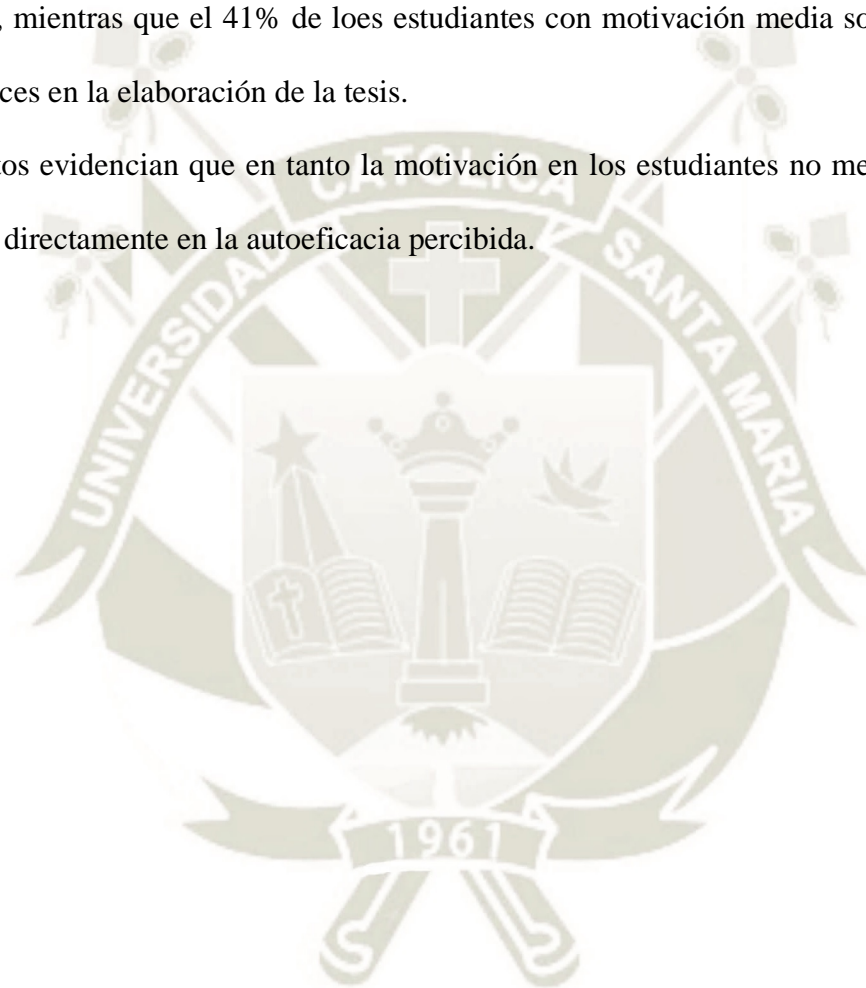 , mientras que el 41% de loes estudiantes con motivación media so
ces en la elaboración de la tesis.
tos evidencian que en tanto la motivación en los estudiantes no me
directamente en la autoeficacia percibida.
UNIVERSIDAD CATOLICA SANTA MARIA
1961